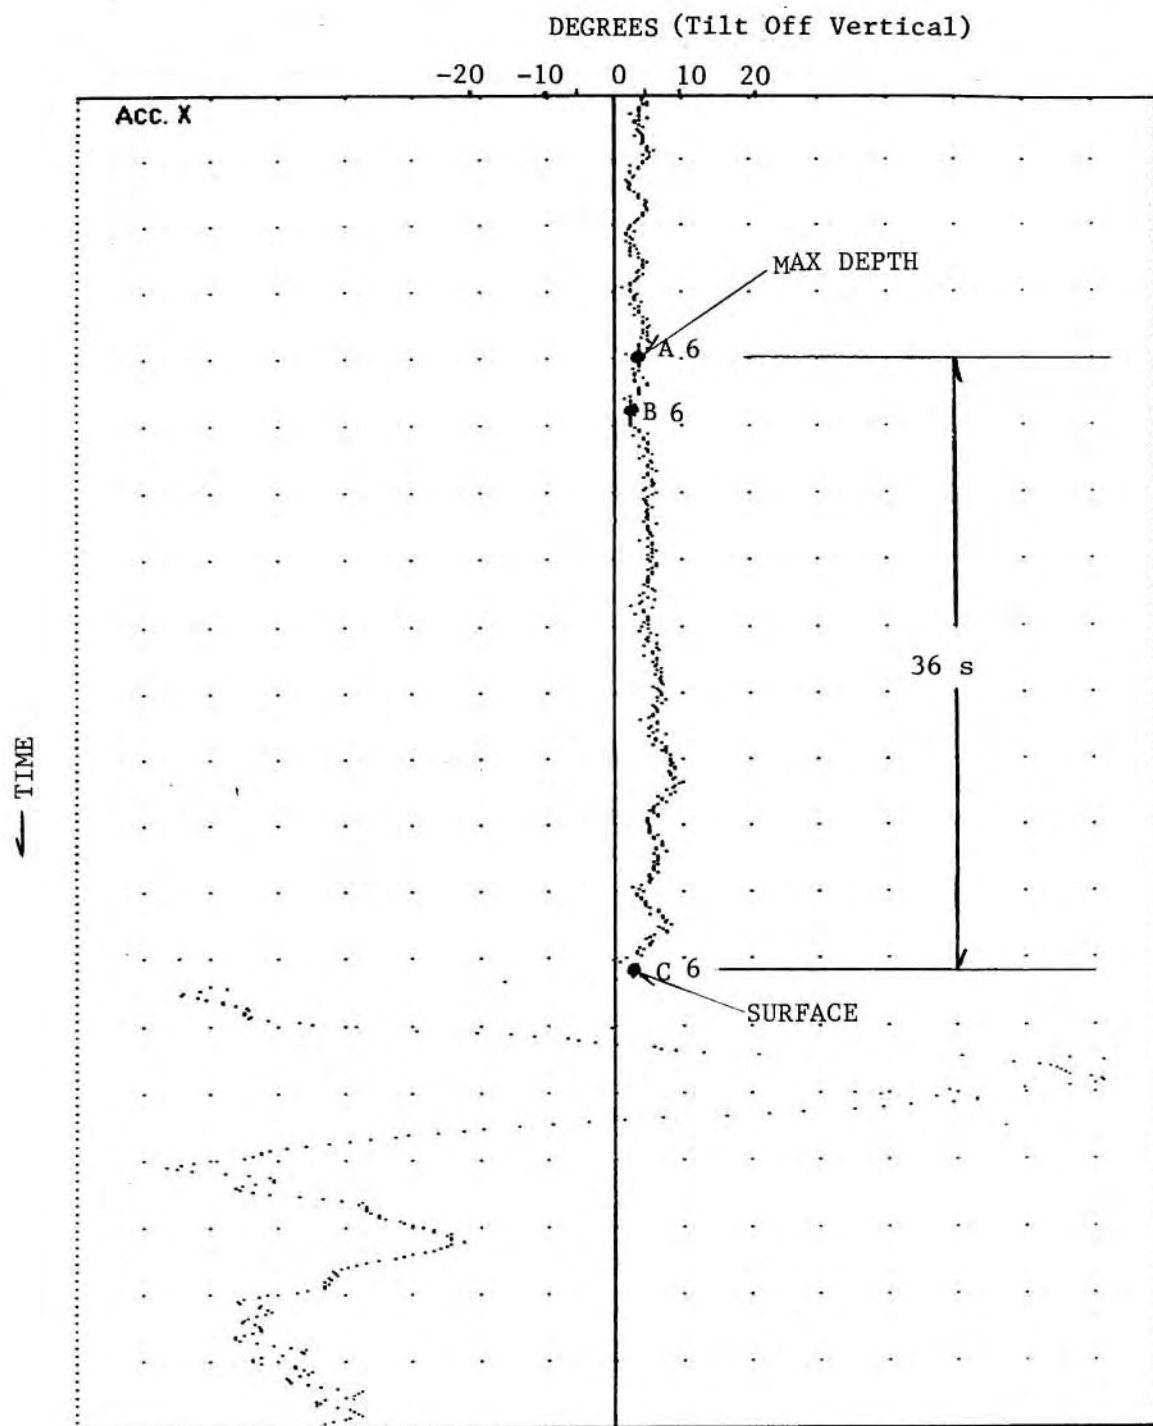 DEGREES (Tilt Off Vertical)
-20 -10 0 10 20
Acc. X
MAX DEPTH
A 6
B 6
36 s
TIME
C 6
SURFACE